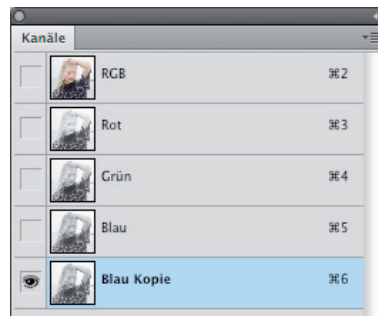 Kanäle
RGB ⌘2
Rot ⌘3
Grün ⌘4
Blau ⌘5
Blau Kopie ⌘6